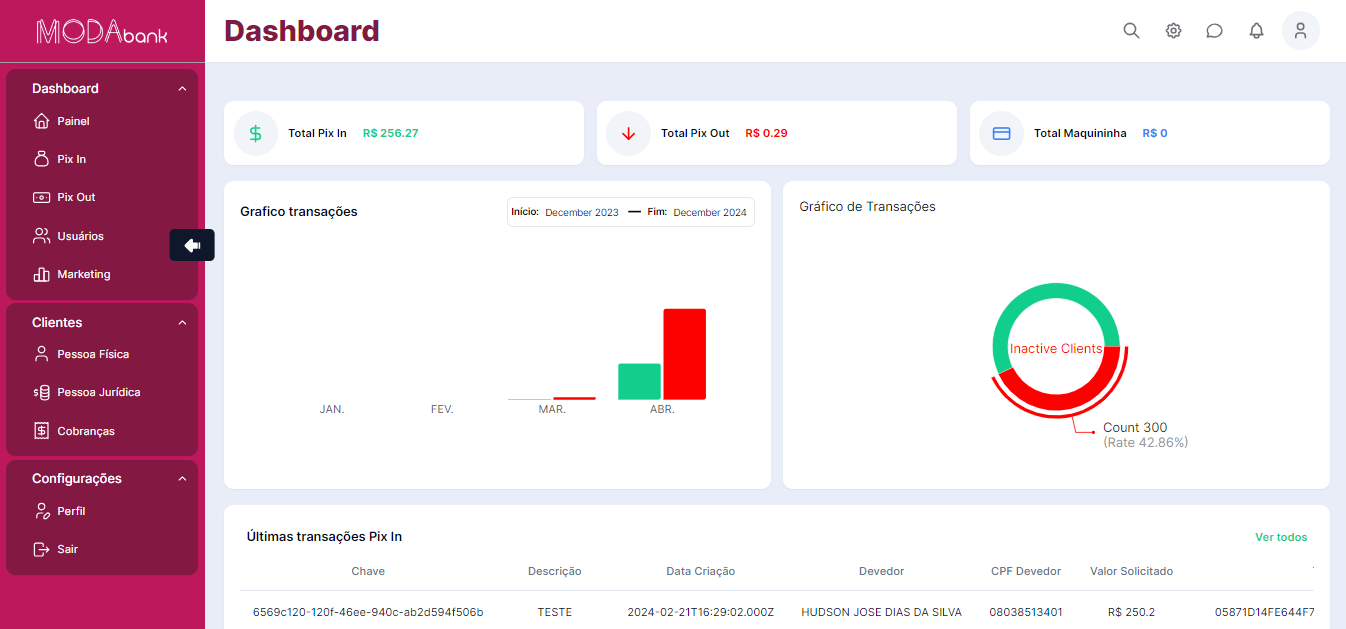 MODAbank
Dashboard
Dashboard
Painel
Pix In
Pix Out
Usuários
Marketing
Clientes
Pessoa Física
Pessoa Jurídica
Cobranças
Configurações
Perfil
Sair
Total Pix In R$ 256.27
Total Pix Out R$ 0.29
Total Maquininha R$ 0
Grafico transações
Início: December 2023 — Fim: December 2024
JAN. FEV. MAR. ABR.
Gráfico de Transações
Inactive Clients
Count 300
(Rate 42.86%)
Últimas transações Pix In
Ver todos
Chave Descrição Data Criação Devedor CPF Devedor Valor Solicitado
6569c120-120f-46ee-940c-ab2d594f506b TESTE 2024-02-21T16:29:02.000Z HUDSON JOSE DIAS DA SILVA 08038513401 R$ 250.2 05871D14FE644F7